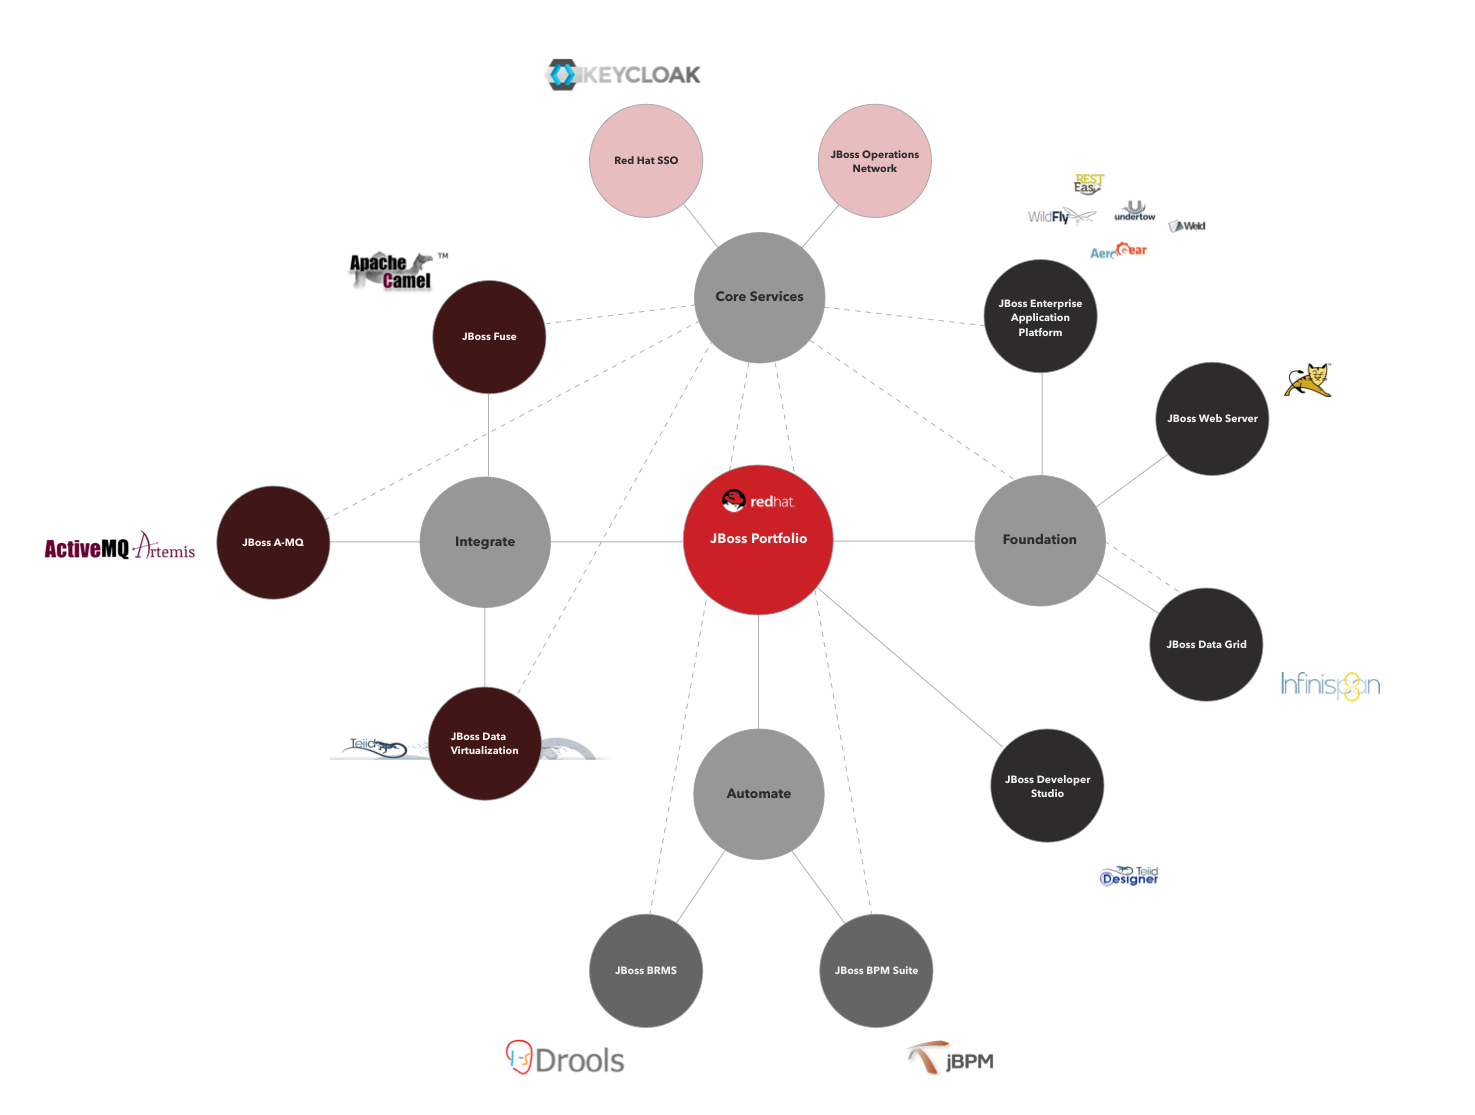 KEYCLOAK
Red Hat SSO
JBoss Operations
Network
REST
Easy
WildFly
undertow
Weld
AeroGear
Apache
Camel
TM
JBoss Fuse
Core Services
JBoss Enterprise
Application
Platform
JBoss Web Server
redhat.
JBoss Portfolio
ActiveMQ Artemis
JBoss A-MQ
Integrate
Foundation
JBoss Data Grid
Infinispan
Teiid
JBoss Data
Virtualization
Automate
JBoss Developer
Studio
Teiid
Designer
JBoss BRMS
JBoss BPM Suite
Drools
jBPM